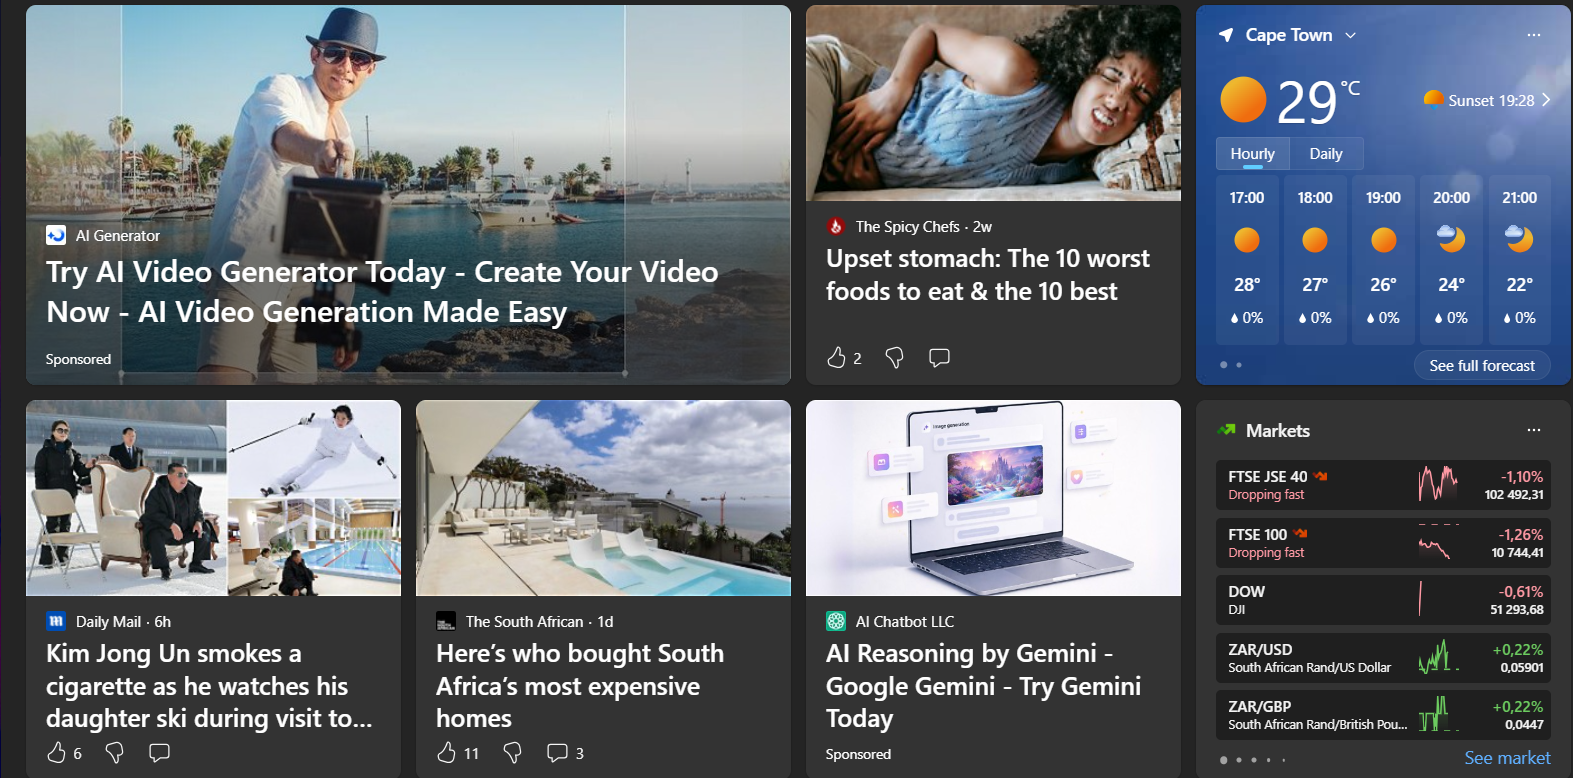 AI Generator
Try AI Video Generator Today - Create Your Video
Now - AI Video Generation Made Easy
Sponsored
The Spicy Chefs · 2w
Upset stomach: The 10 worst
foods to eat & the 10 best
2
Cape Town
29°C
Sunset 19:28
Hourly Daily
17:00 18:00 19:00 20:00 21:00
28° 27° 26° 24° 22°
0% 0% 0% 0% 0%
See full forecast
Daily Mail · 6h
Kim Jong Un smokes a
cigarette as he watches his
daughter ski during visit to...
6
The South African · 1d
Here’s who bought South
Africa’s most expensive
homes
11 3
Image generation
AI Chatbot LLC
AI Reasoning by Gemini -
Google Gemini - Try Gemini
Today
Sponsored
Markets
FTSE JSE 40 -1,10%
Dropping fast 102 492,31
FTSE 100 -1,26%
Dropping fast 10 744,41
DOW -0,61%
DJI 51 293,68
ZAR/USD +0,22%
South African Rand/US Dollar 0,05901
ZAR/GBP +0,22%
South African Rand/British Pou... 0,0447
See market